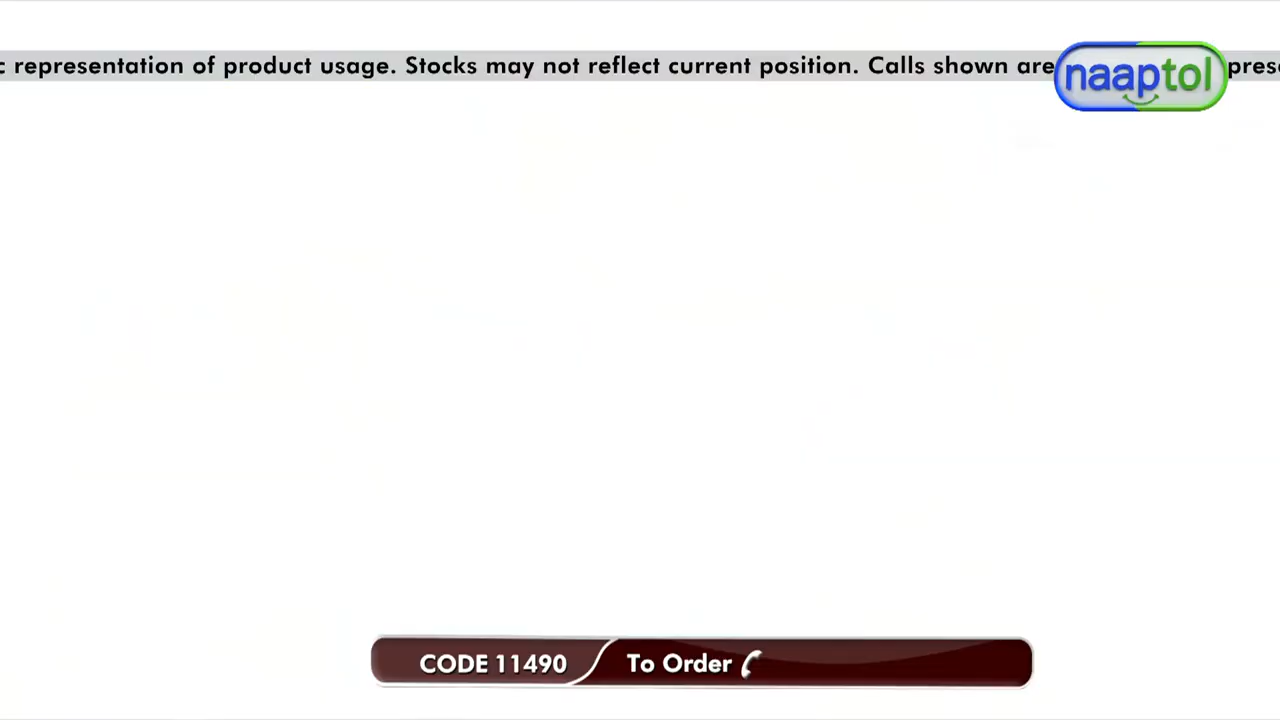 representation of product usage. Stocks may not reflect current position. Calls shown are
naaptol
CODE 11490 To Order